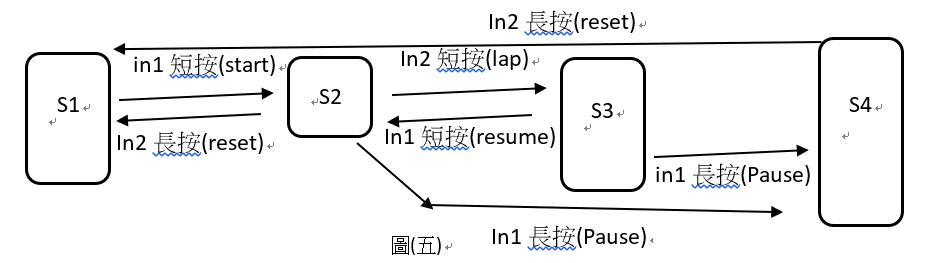 In2 長按(reset)
in1 短按(start)
In2 短按(lap)
S1
S2
S3
S4
In2 長按(reset)
In1 短按(resume)
in1 長按(Pause)
圖(五)
In1 長按(Pause)